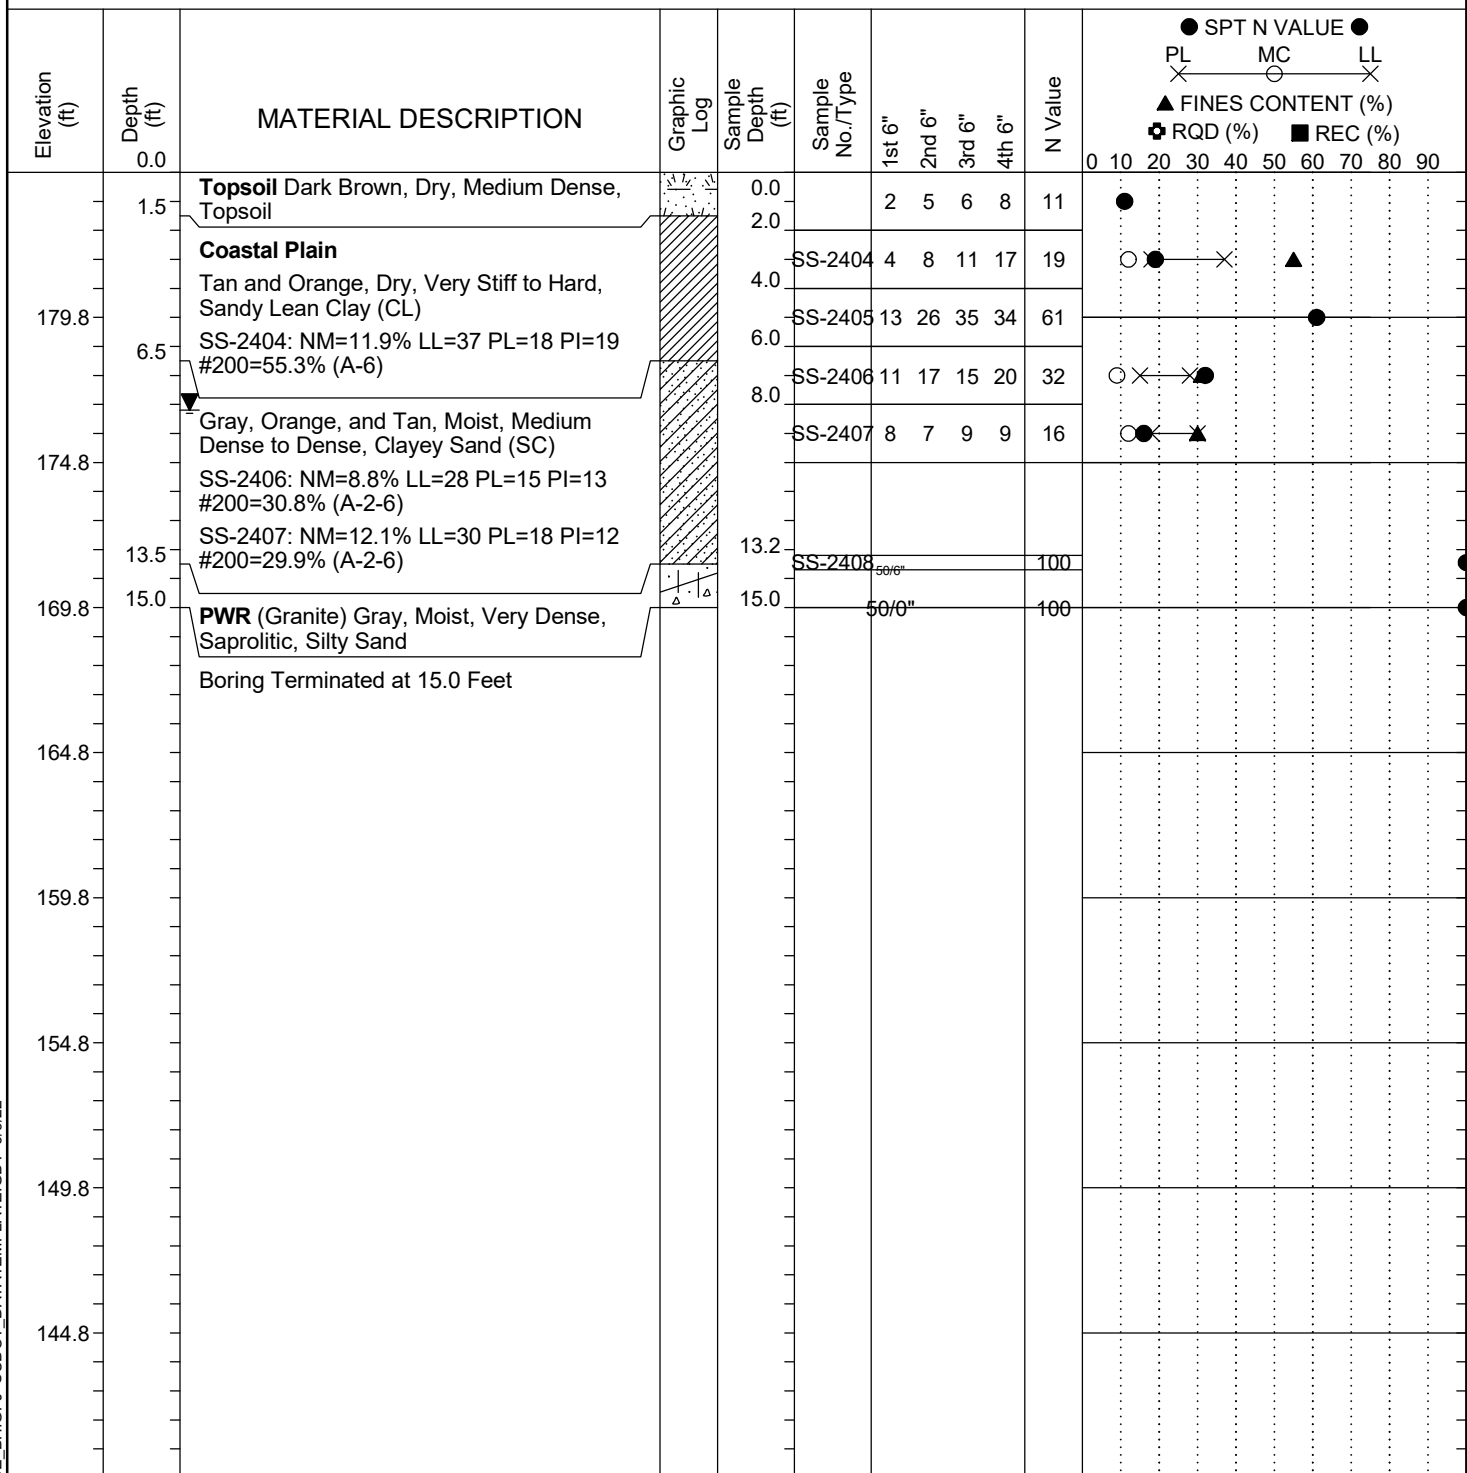 ● SPT N VALUE ●
PL MC LL
▲ FINES CONTENT (%)
RQD (%) ■ REC (%)
0 10 20 30 40 50 60 70 80 90
Elevation (ft)
Depth (ft)
0.0
MATERIAL DESCRIPTION
Graphic Log
Sample Depth (ft)
Sample No./Type
1st 6"
2nd 6"
3rd 6"
4th 6"
N Value
Topsoil Dark Brown, Dry, Medium Dense,
Topsoil
1.5
0.0
2 5 6 8 11
2.0
Coastal Plain
Tan and Orange, Dry, Very Stiff to Hard,
Sandy Lean Clay (CL)
SS-2404 4 8 11 17 19
4.0
179.8
SS-2405 13 26 35 34 61
SS-2404: NM=11.9% LL=37 PL=18 PI=19
#200=55.3% (A-6)
6.5
6.0
SS-2406 11 17 15 20 32
8.0
Gray, Orange, and Tan, Moist, Medium
Dense to Dense, Clayey Sand (SC)
SS-2407 8 7 9 9 16
174.8
SS-2406: NM=8.8% LL=28 PL=15 PI=13
#200=30.8% (A-2-6)
SS-2407: NM=12.1% LL=30 PL=18 PI=12
#200=29.9% (A-2-6)
13.5
13.2
SS-2408 50/6" 100
15.0
15.0
169.8
50/0" 100
PWR (Granite) Gray, Moist, Very Dense,
Saprolitic, Silty Sand
Boring Terminated at 15.0 Feet
164.8
159.8
154.8
149.8
144.8